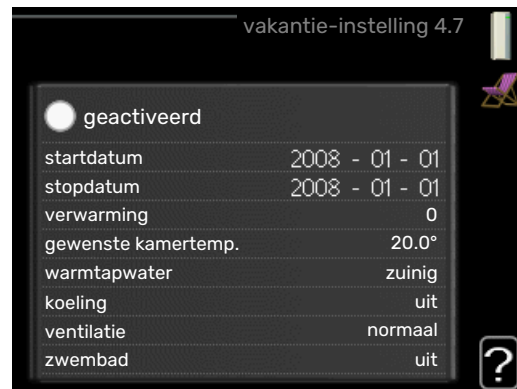 vakantie-instelling 4.7
geactiveerd
startdatum 2008 - 01 - 01
stopdatum 2008 - 01 - 01
verwarming 0
gewenste kamertemp. 20.0°
warmtapwater zuinig
koeling uit
ventilatie normaal
zwembad uit
?